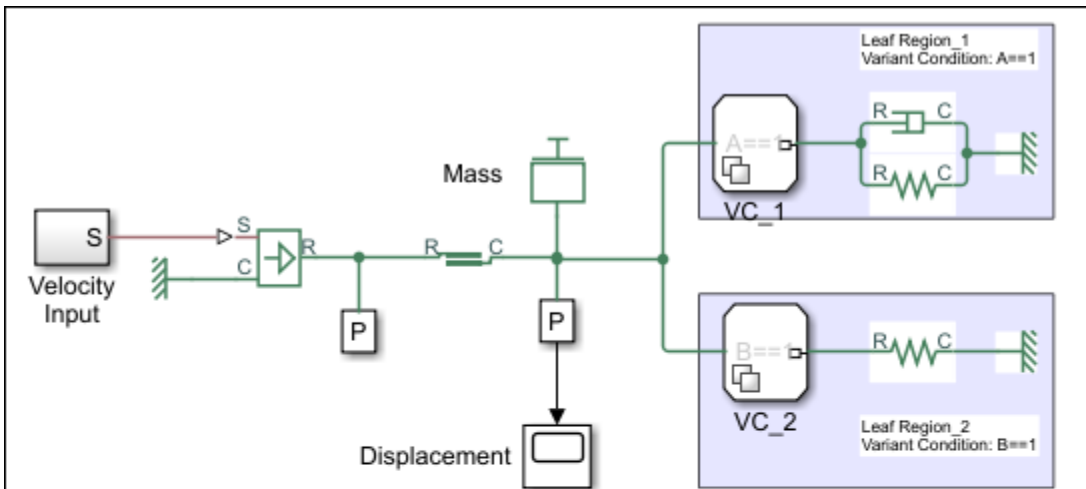 Leaf Region_1
Variant Condition: A==1
R C
A==1
Mass
R C
VC_1
S
S
R
R C
C
Velocity
Input
P
P
R C
B==1
VC_2
Leaf Region_2
Variant Condition: B==1
Displacement